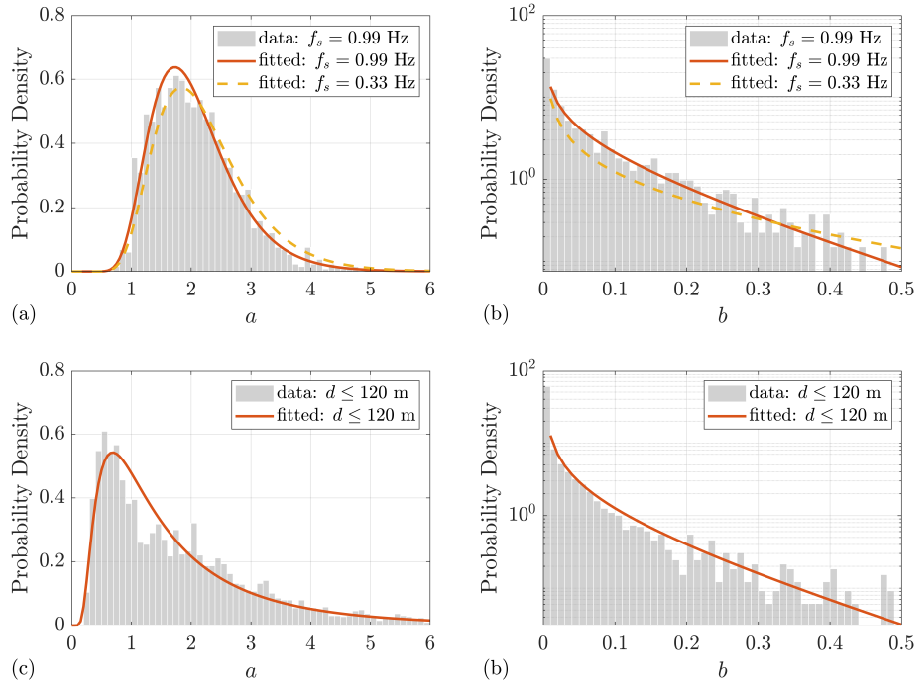 0.8
0.6
0.4
0.2
0
Probability Density
data: f_s = 0.99 Hz
fitted: f_s = 0.99 Hz
fitted: f_s = 0.33 Hz
0 1 2 3 4 5 6
(a)
a
10^2
10^0
Probability Density
data: f_s = 0.99 Hz
fitted: f_s = 0.99 Hz
fitted: f_s = 0.33 Hz
0 0.1 0.2 0.3 0.4 0.5
(b)
b
0.8
0.6
0.4
0.2
0
Probability Density
data: d ≤ 120 m
fitted: d ≤ 120 m
0 1 2 3 4 5 6
(c)
a
10^2
10^0
Probability Density
data: d ≤ 120 m
fitted: d ≤ 120 m
0 0.1 0.2 0.3 0.4 0.5
(b)
b